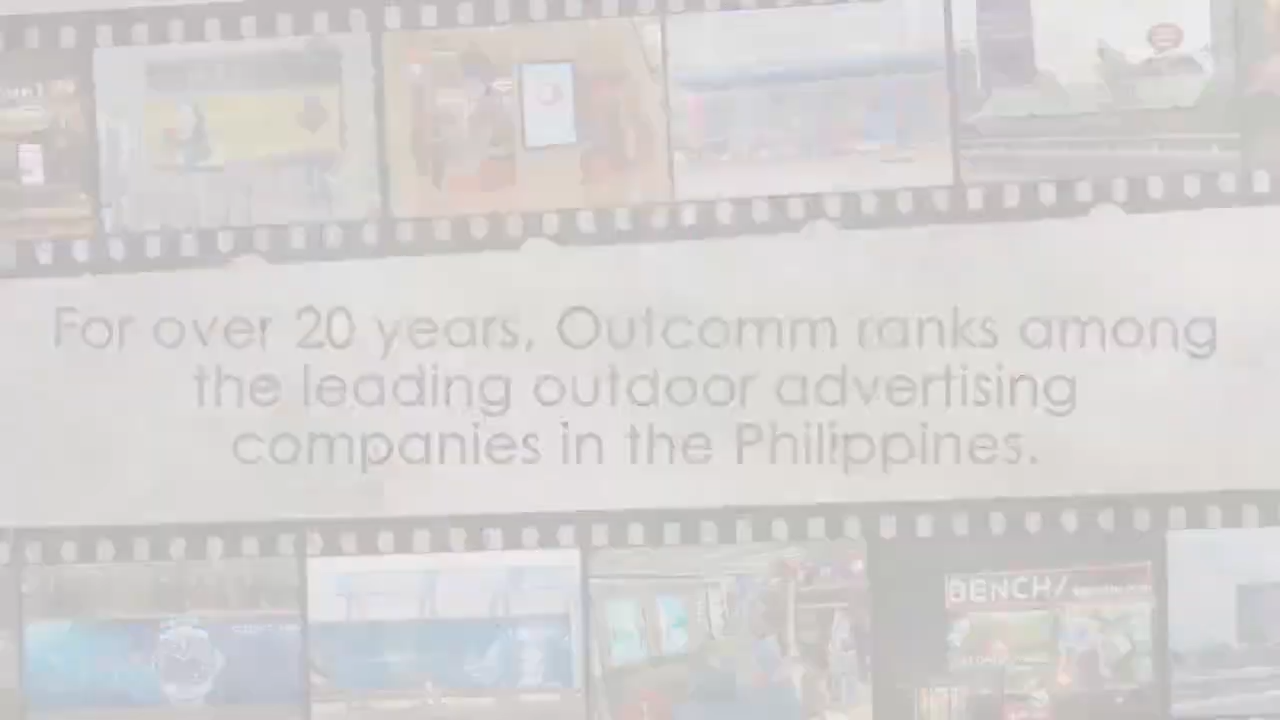 For over 20 years, Outcomm ranks among
the leading outdoor advertising
companies in the Philippines.
BENCH/